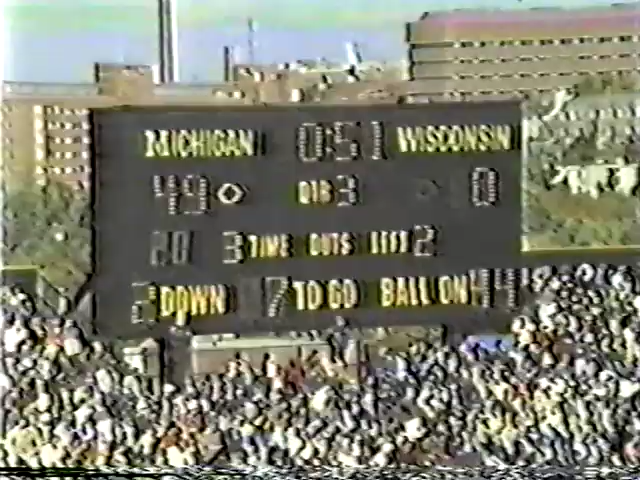 MICHIGAN 0:51 WISCONSIN
49 QTR 3 0
20 3 TIME OUTS LEFT 2
2 DOWN 7 TO GO BALL ON 44